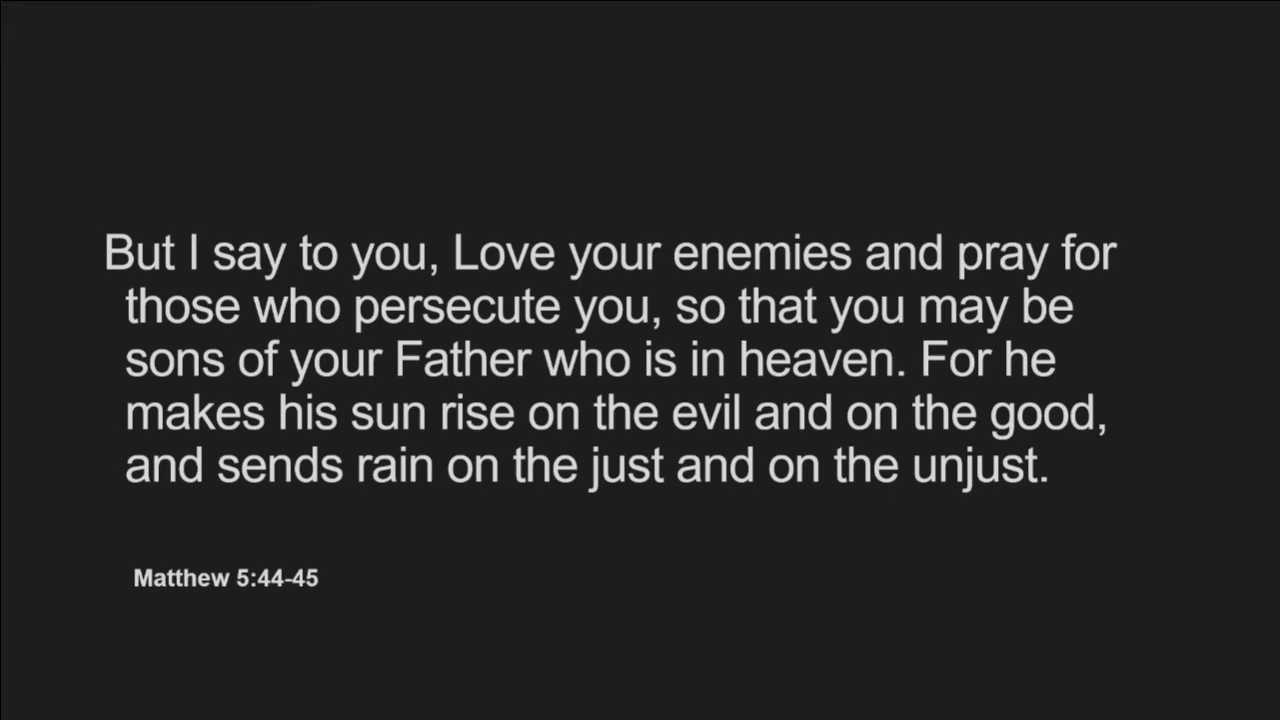 But I say to you, Love your enemies and pray for
those who persecute you, so that you may be
sons of your Father who is in heaven. For he
makes his sun rise on the evil and on the good,
and sends rain on the just and on the unjust.
Matthew 5:44-45